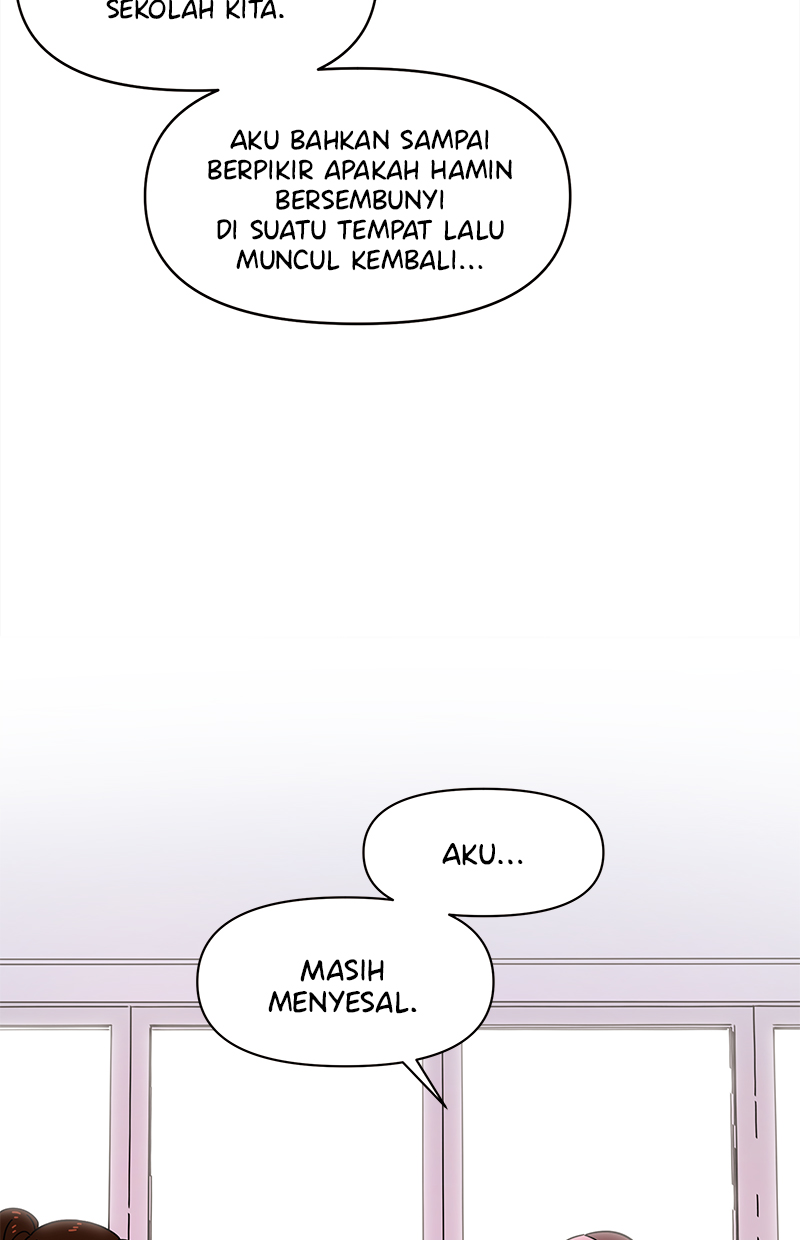 SEKOLAH KITA.
AKU BAHKAN SAMPAI
BERPIKIR APAKAH HAMIN
BERSEMBUNYI
DI SUATU TEMPAT LALU
MUNCUL KEMBALI...
AKU...
MASIH
MENYESAL.